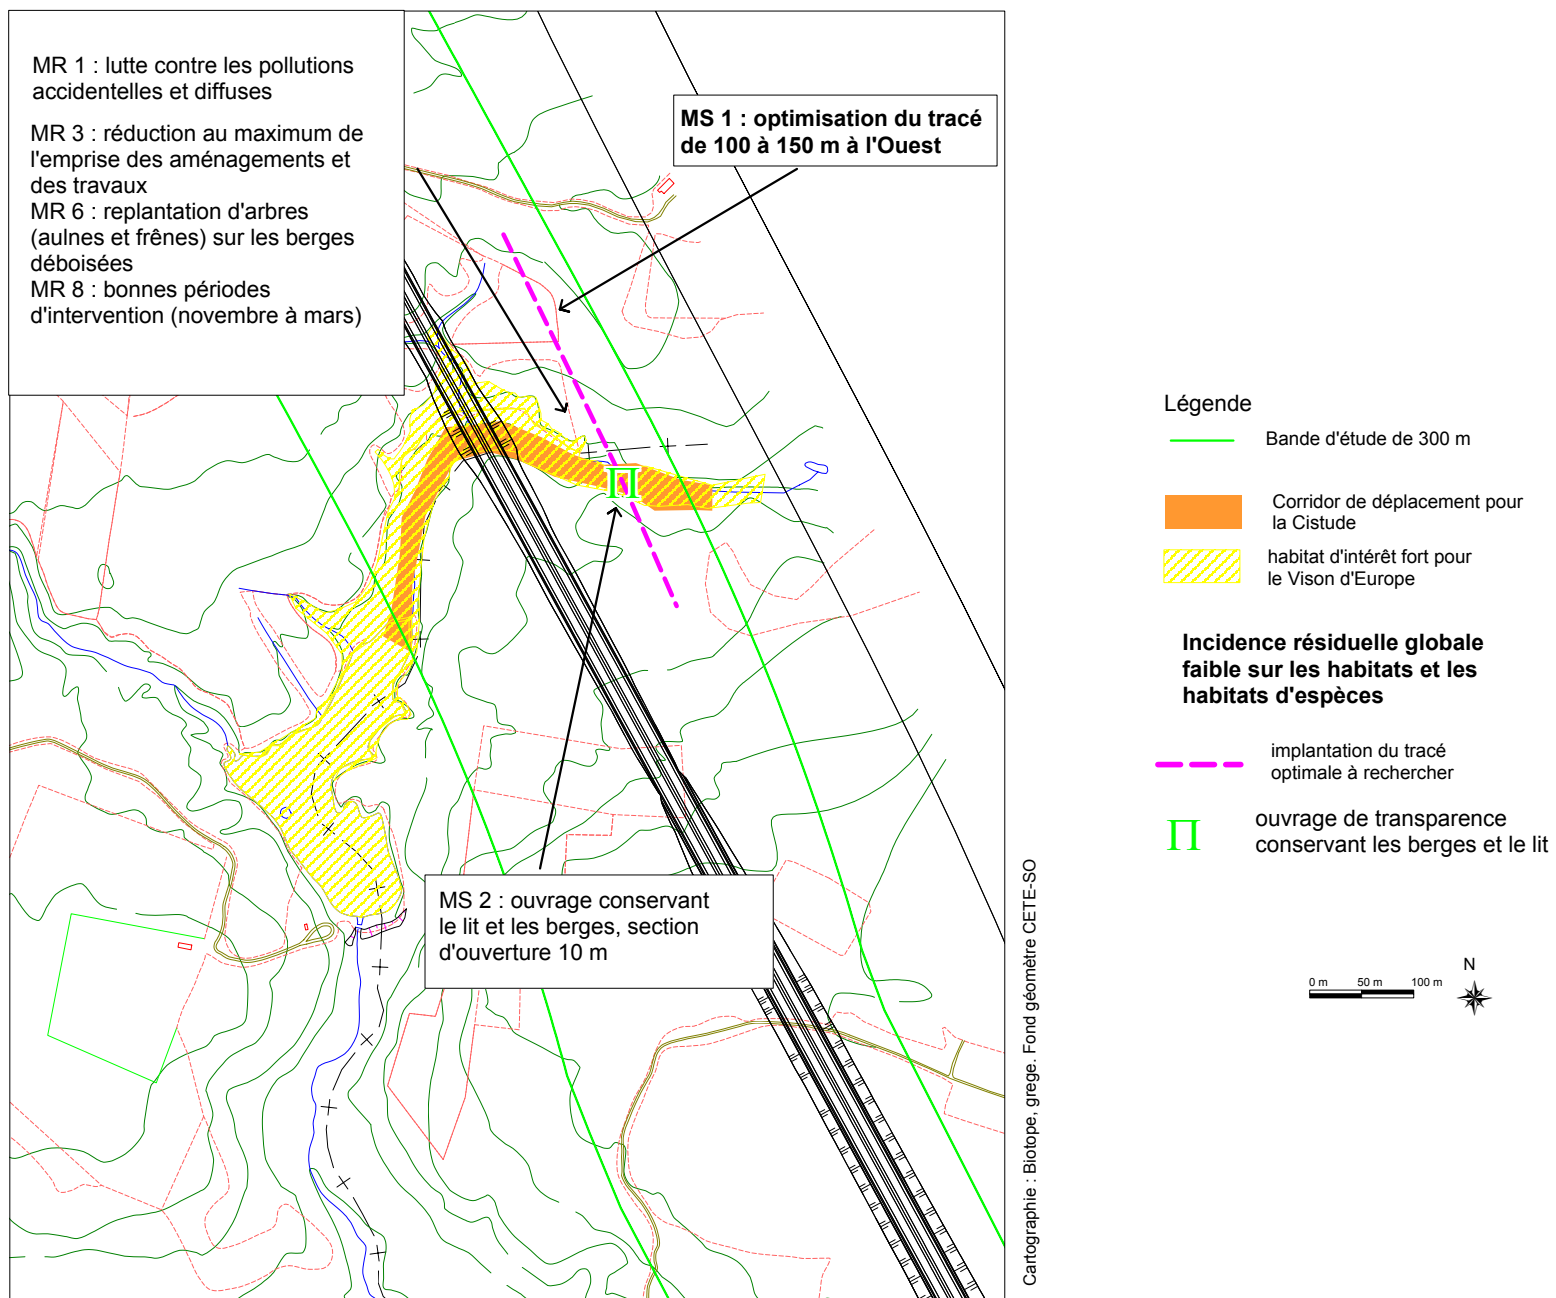 MR 1 : lutte contre les pollutions
accidentelles et diffuses
MR 3 : réduction au maximum de
l'emprise des aménagements et
des travaux
MR 6 : replantation d'arbres
(aulnes et frênes) sur les berges
déboisées
MR 8 : bonnes périodes
d'intervention (novembre à mars)
MS 1 : optimisation du tracé
de 100 à 150 m à l'Ouest
Π
MS 2 : ouvrage conservant
le lit et les berges, section
d'ouverture 10 m
Cartographie : Biotope, grege. Fond géomètre CETE-SO
Légende
Bande d'étude de 300 m
Corridor de déplacement pour
la Cistude
habitat d'intérêt fort pour
le Vison d'Europe
Incidence résiduelle globale
faible sur les habitats et les
habitats d'espèces
implantation du tracé
optimale à rechercher
Π
ouvrage de transparence
conservant les berges et le lit
0 m 50 m 100 m
N